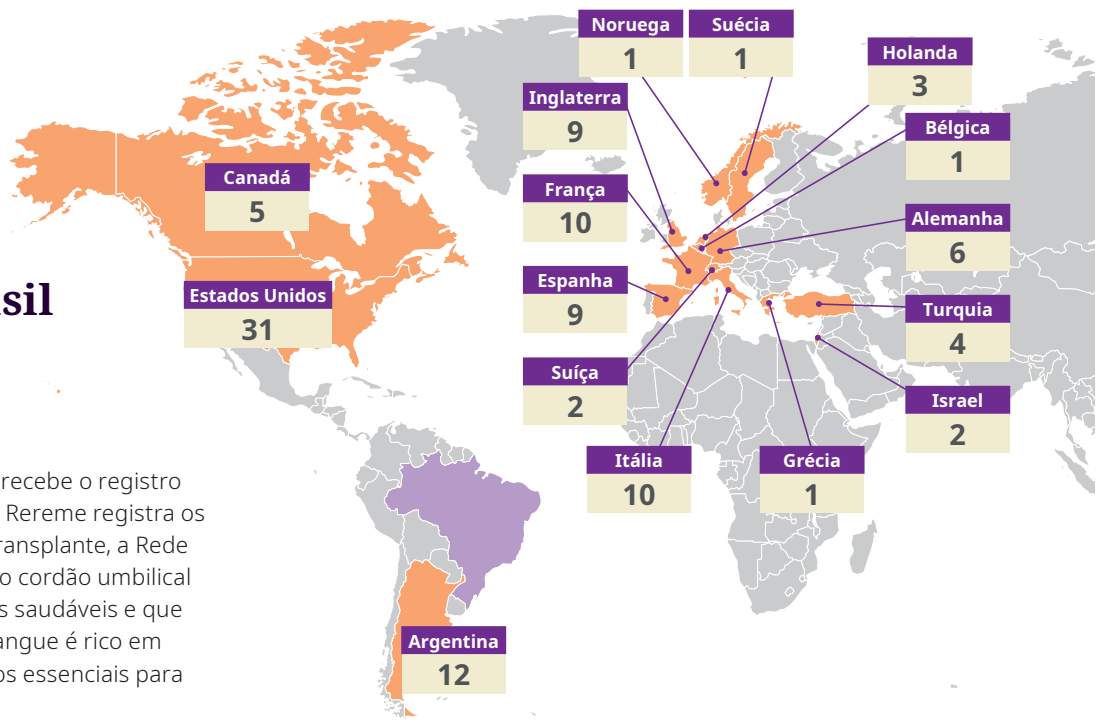 Noruega
1
Suécia
1
Holanda
3
Inglaterra
9
Bélgica
1
Canadá
5
França
10
Alemanha
6
Espanha
9
Estados Unidos
31
Turquia
4
Suíça
2
Israel
2
Itália
10
Grécia
1
sil
recebe o registro
Rereme registra os
ransplante, a Rede
o cordão umbilical
s saudáveis e que
angue é rico em
os essenciais para
Argentina
12